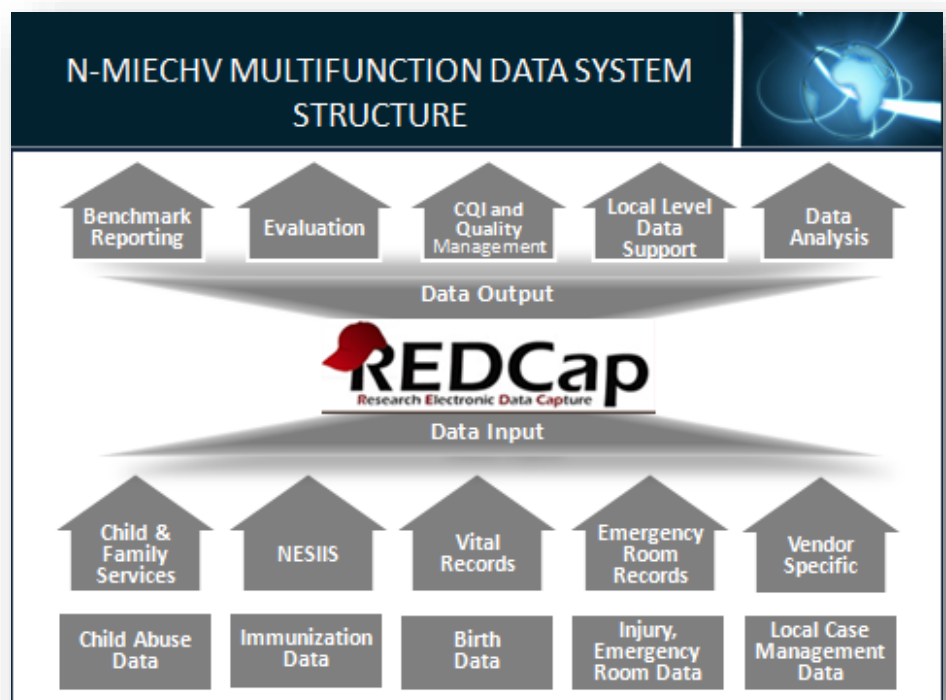 N-MIECHV MULTIFUNCTION DATA SYSTEM
STRUCTURE
Benchmark
Reporting
Evaluation
CQI and
Quality
Management
Local Level
Data
Support
Data
Analysis
Data Output
REDCap
Research Electronic Data Capture
Data Input
Child &
Family
Services
NESIIS
Vital
Records
Emergency
Room
Records
Vendor
Specific
Child Abuse
Data
Immunization
Data
Birth
Data
Injury,
Emergency
Room Data
Local Case
Management
Data